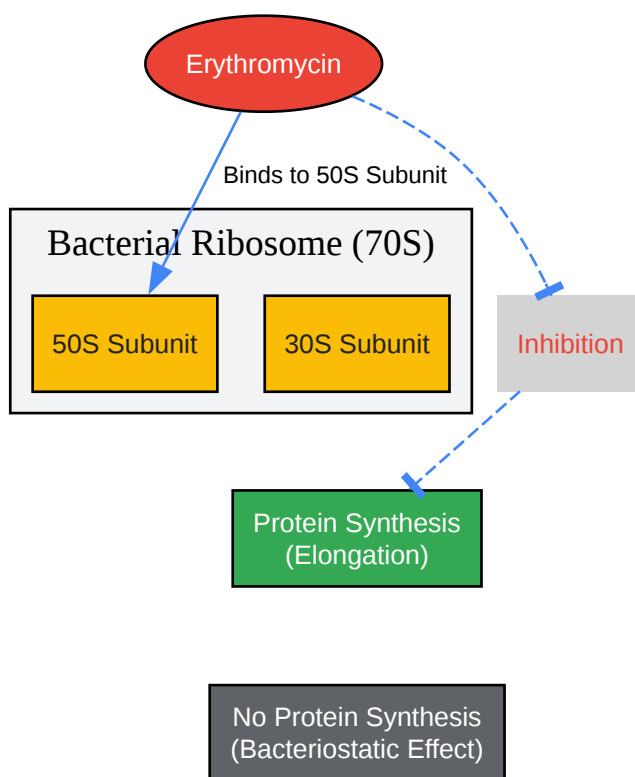 Erythromycin
Binds to 50S Subunit
Bacterial Ribosome (70S)
50S Subunit
30S Subunit
Inhibition
Protein Synthesis
(Elongation)
No Protein Synthesis
(Bacteriostatic Effect)